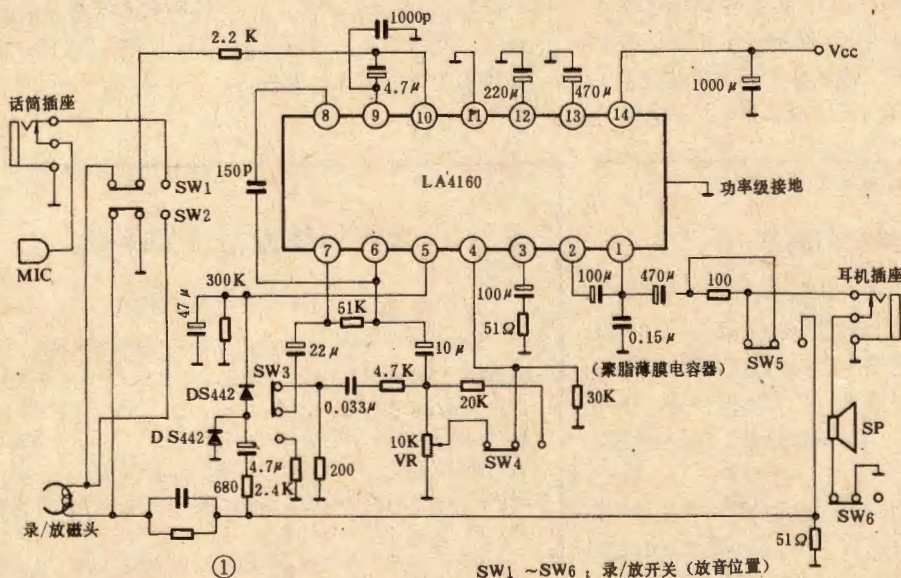 1000p
2.2 K
Vcc
4.7μ
220μ
470μ
1000μ
话筒插座
8
9
10
11
12
13
14
150P
SW1
LA4160
功率级接地
SW2
MIC
7
6
5
4
3
2
1
47μ
300K
51K
100μ
100μ
470μ
100
耳机插座
22μ
10μ
51Ω
0.15μ
SW3
4.7K
(聚脂薄膜电容器)
SW5
DS442
0.033μ
20K
30K
DS442
10K
VR
SW4
SP
4.7μ
200
680
2.4K
SW6
录/放磁头
51Ω
①
SW1 ~SW6 : 录/放开关 (放音位置)